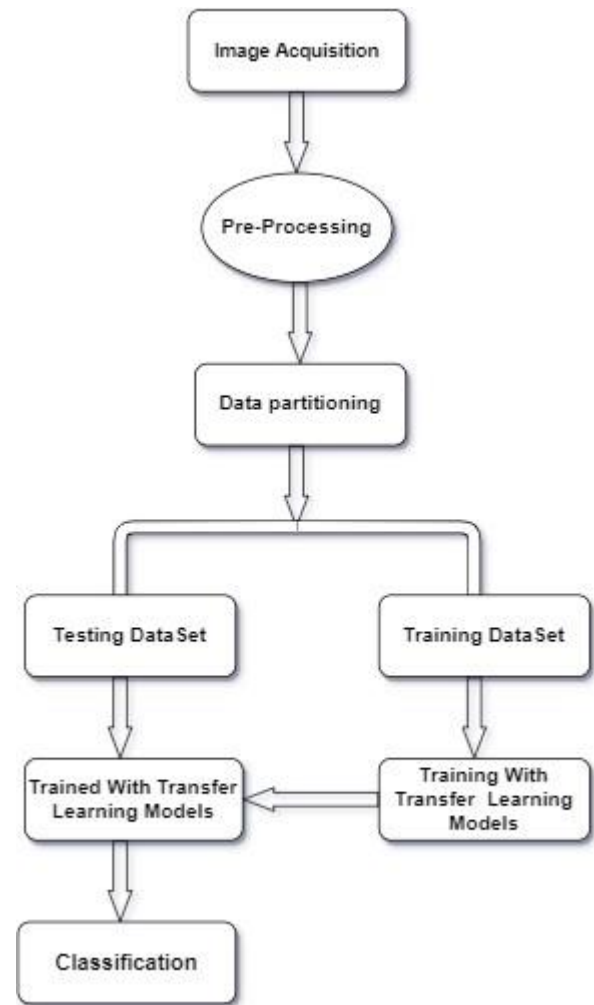 Image Acquisition
Pre-Processing
Data partitioning
Testing DataSet
Training DataSet
Trained With Transfer
Learning Models
Training With
Transfer Learning
Models
Classification